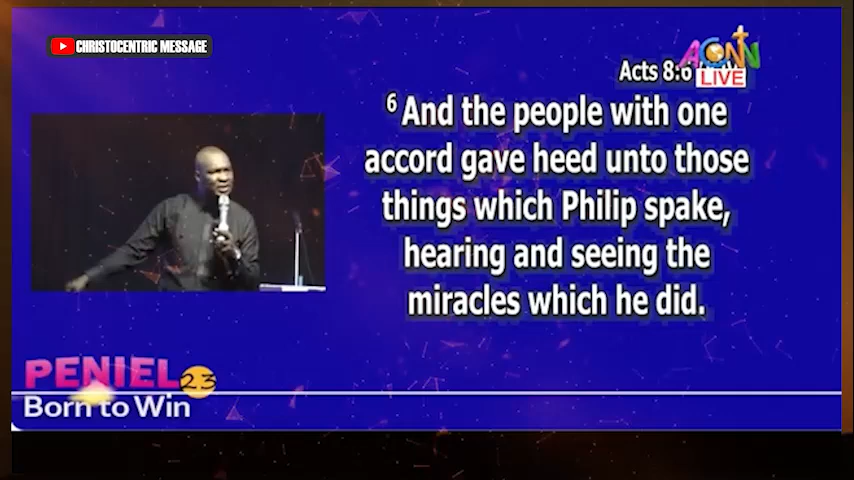 CHRISTOCENTRIC MESSAGE
ACNN
LIVE
Acts 8:6
6 And the people with one
accord gave heed unto those
things which Philip spake,
hearing and seeing the
miracles which he did.
PENIEL 23
Born to Win